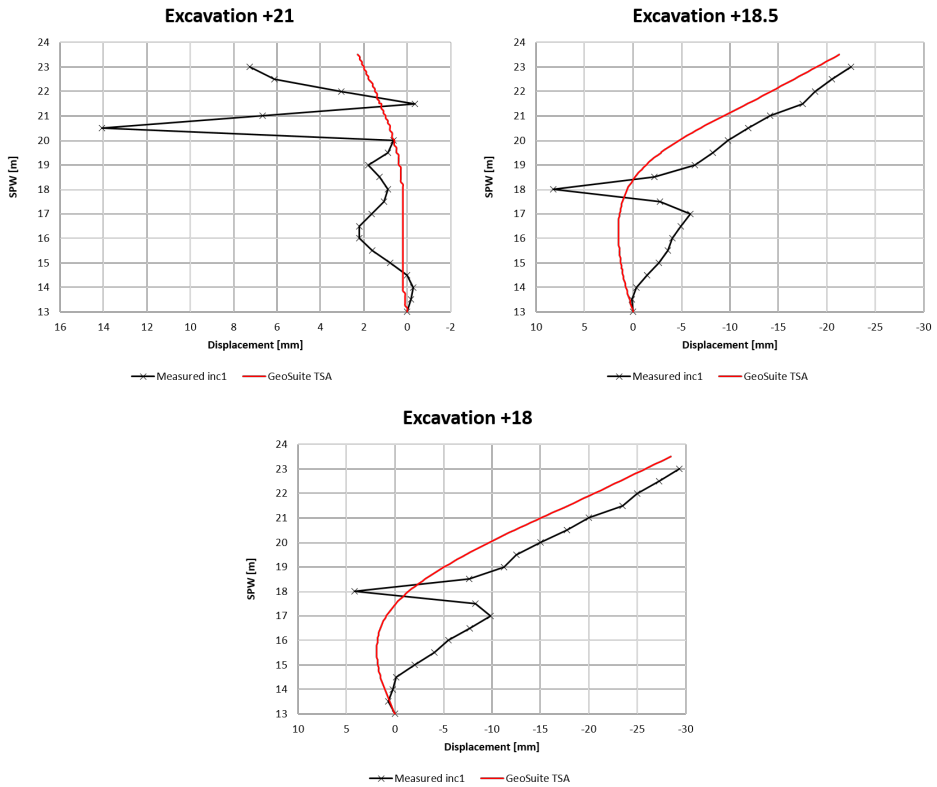 Excavation +21
24
23
22
21
20
19
18
17
16
15
14
13
SPW [m]
16 14 12 10 8 6 4 2 0 -2
Displacement [mm]
Measured inc1 GeoSuite TSA
Excavation +18.5
24
23
22
21
20
19
18
17
16
15
14
13
SPW [m]
10 5 0 -5 -10 -15 -20 -25 -30
Displacement [mm]
Measured inc1 GeoSuite TSA
Excavation +18
24
23
22
21
20
19
18
17
16
15
14
13
SPW [m]
10 5 0 -5 -10 -15 -20 -25 -30
Displacement [mm]
Measured inc1 GeoSuite TSA